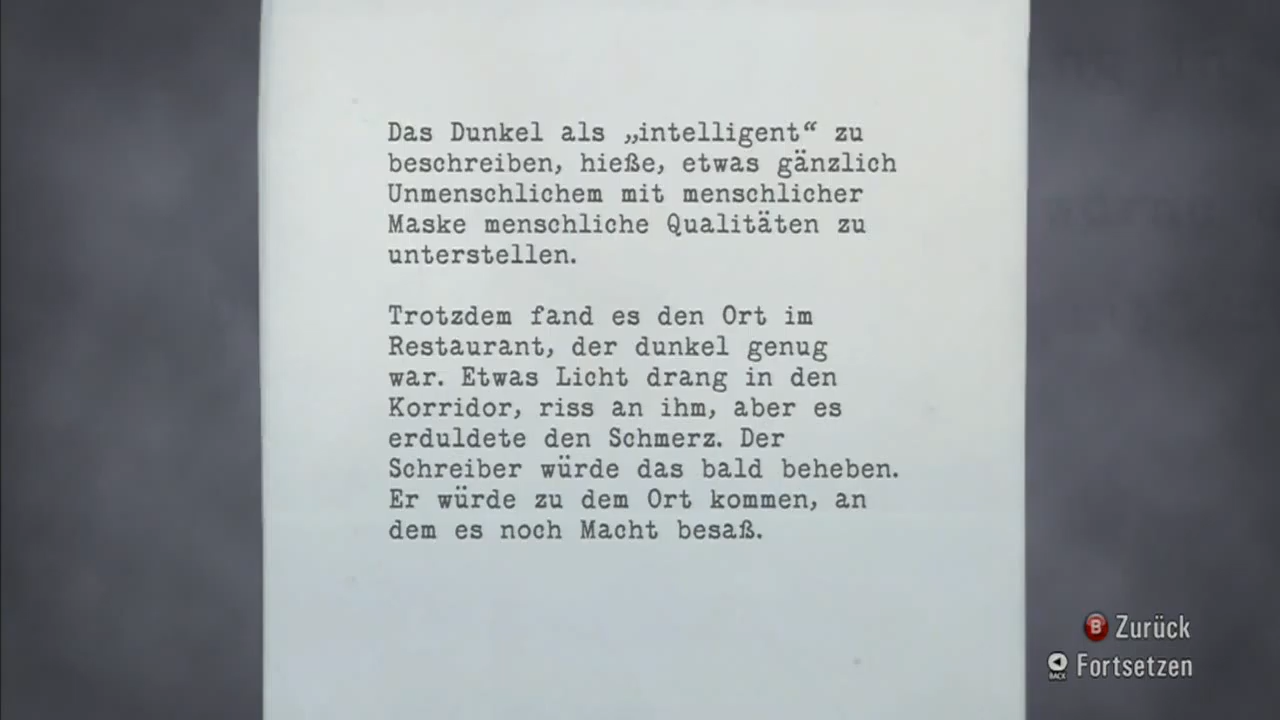 Das Dunkel als „intelligent“ zu
beschreiben, hieße, etwas gänzlich
Unmenschlichem mit menschlicher
Maske menschliche Qualitäten zu
unterstellen.
Trotzdem fand es den Ort im
Restaurant, der dunkel genug
war. Etwas Licht drang in den
Korridor, riss an ihm, aber es
erduldete den Schmerz. Der
Schreiber würde das bald beheben.
Er würde zu dem Ort kommen, an
dem es noch Macht besaß.
B Zurück
BACK Fortsetzen